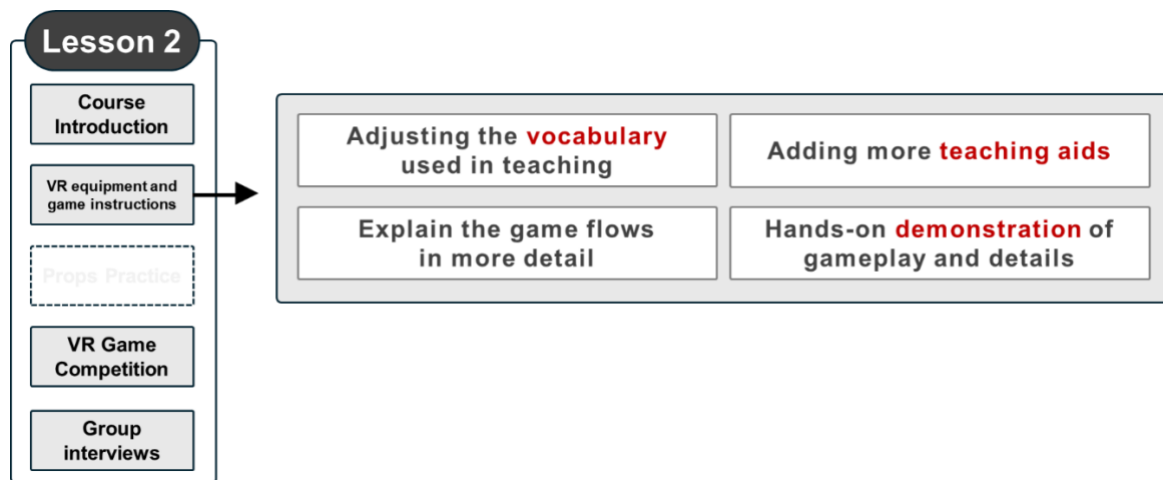 Lesson 2
Course
Introduction
VR equipment and
game instructions
Props Practice
VR Game
Competition
Group
interviews
Adjusting the vocabulary
used in teaching
Adding more teaching aids
Explain the game flows
in more detail
Hands-on demonstration of
gameplay and details